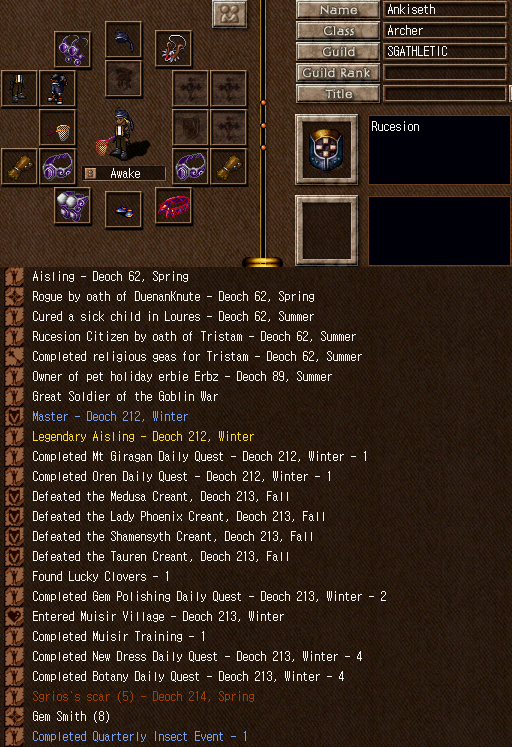 Name Ankiseth
Class Archer
Guild SGATHLETIC
Guild Rank
Title
Rucesion
Awake
Aisling - Deoch 62, Spring
Rogue by oath of DuenanKnute - Deoch 62, Spring
Cured a sick child in Loures - Deoch 62, Summer
Rucesion Citizen by oath of Tristam - Deoch 62, Summer
Completed religious geas for Tristam - Deoch 62, Summer
Owner of pet holiday erbie Erbz - Deoch 89, Summer
Great Soldier of the Goblin War
Master - Deoch 212, Winter
Legendary Aisling - Deoch 212, Winter
Completed Mt Giragan Daily Quest - Deoch 212, Winter - 1
Completed Oren Daily Quest - Deoch 212, Winter - 1
Defeated the Medusa Creant, Deoch 213, Fall
Defeated the Lady Phoenix Creant, Deoch 213, Fall
Defeated the Shamensyth Creant, Deoch 213, Fall
Defeated the Tauren Creant, Deoch 213, Fall
Found Lucky Clovers - 1
Completed Gem Polishing Daily Quest - Deoch 213, Winter - 2
Entered Muisir Village - Deoch 213, Winter
Completed Muisir Training - 1
Completed New Dress Daily Quest - Deoch 213, Winter - 4
Completed Botany Daily Quest - Deoch 213, Winter - 4
Sgrios's scar (5) - Deoch 214, Spring
Gem Smith (8)
Completed Quarterly Insect Event - 1